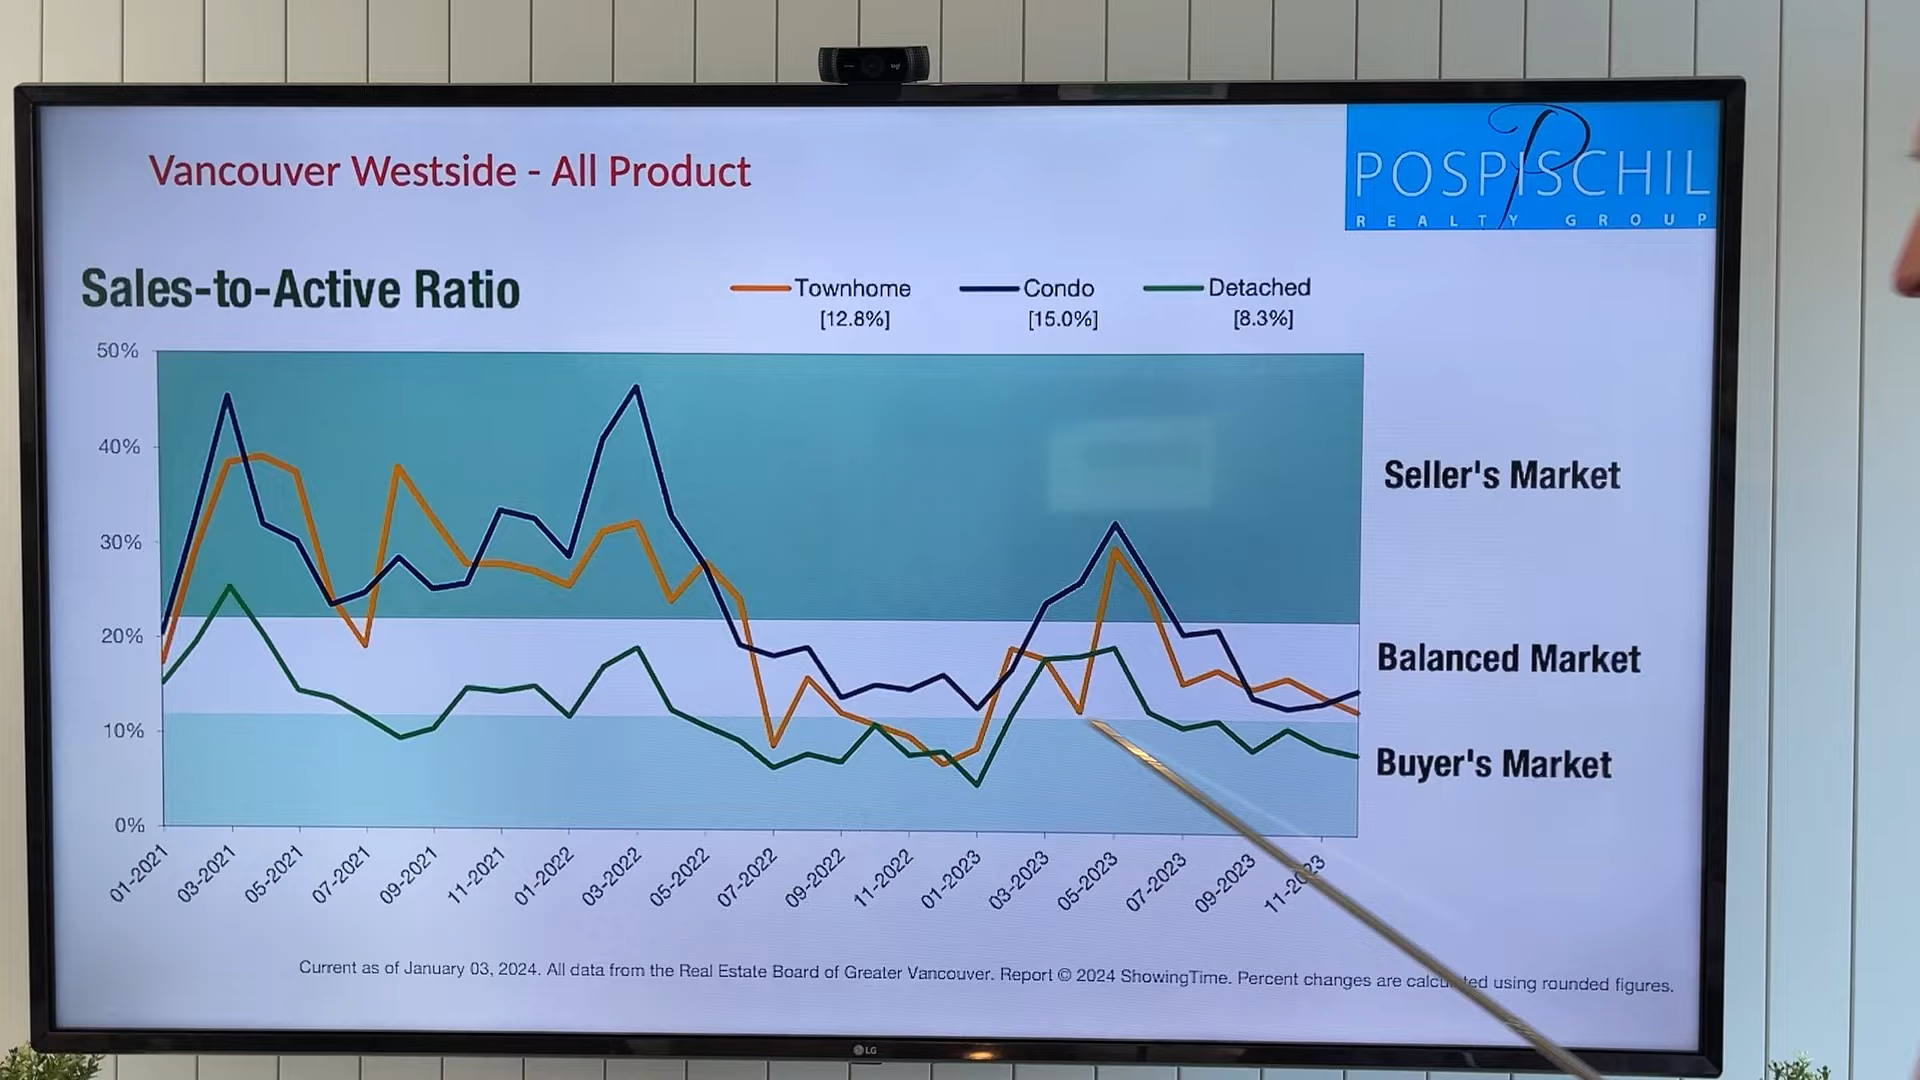 logi
Vancouver Westside - All Product
POSPISCHIL
REALTY GROUP
Sales-to-Active Ratio
Townhome
[12.8%]
Condo
[15.0%]
Detached
[8.3%]
50%
40%
30%
20%
10%
0%
Seller's Market
Balanced Market
Buyer's Market
01-2021
03-2021
05-2021
07-2021
09-2021
11-2021
01-2022
03-2022
05-2022
07-2022
09-2022
11-2022
01-2023
03-2023
05-2023
07-2023
09-2023
11-2023
Current as of January 03, 2024. All data from the Real Estate Board of Greater Vancouver. Report © 2024 ShowingTime. Percent changes are calculated using rounded figures.
LG